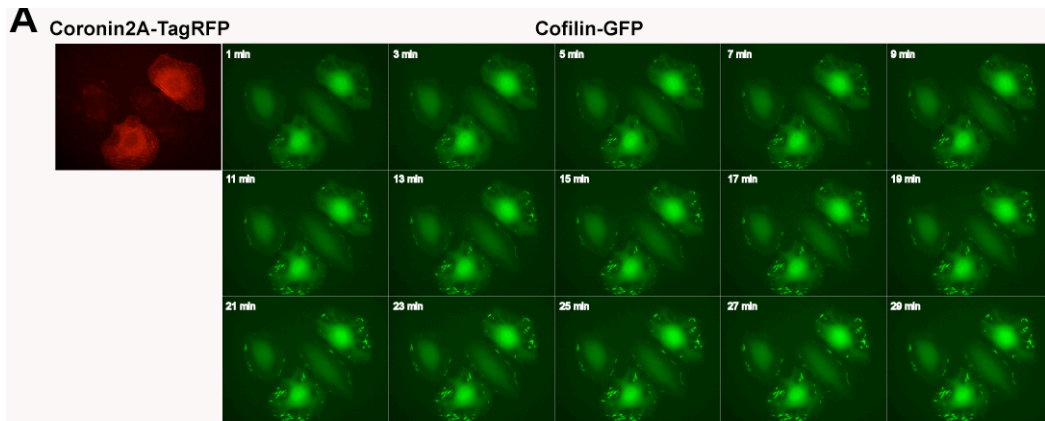 A
Coronin2A-TagRFP
Cofilin-GFP
1 min
3 min
5 min
7 min
9 min
11 min
13 min
15 min
17 min
19 min
21 min
23 min
25 min
27 min
29 min